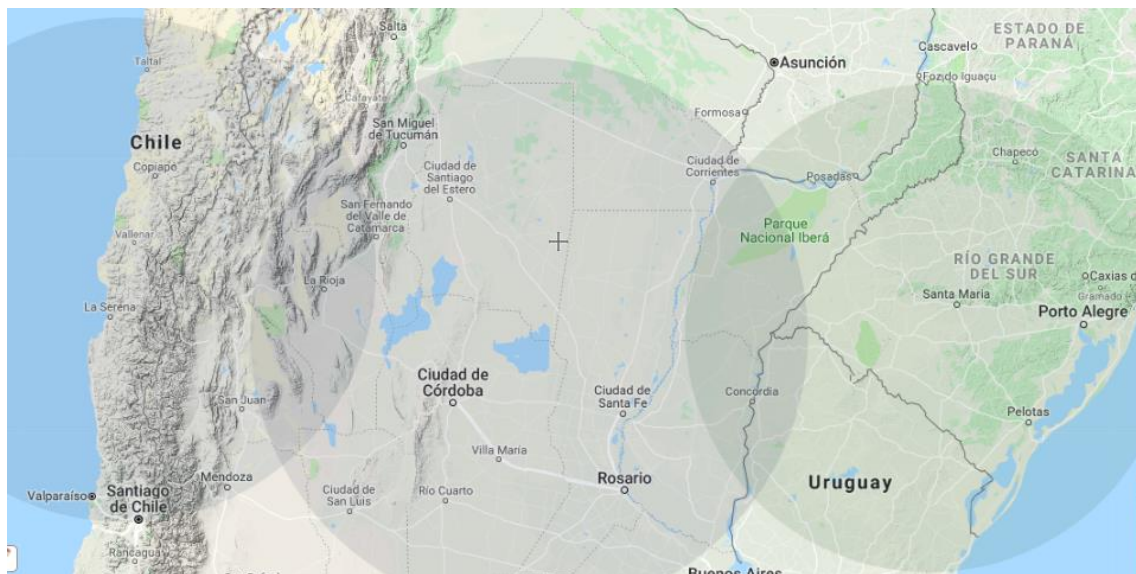 Salta
ESTADO DE
PARANÁ
Cascavel
Taltal
Asunción
Foz do Iguaçu
Cafayate
Formosa
San Miguel
de Tucumán
Chile
Copiapó
Ciudad de
Santiago
del Estero
Ciudad de
Corrientes
Posadas
Chapecó
SANTA
CATARINA
San Fernando
del Valle de
Catamarca
Parque
Nacional Iberá
Vallenar
RÍO GRANDE
DEL SUR
La Rioja
Caxias d
Gramado
Santa Maria
La Serena
Porto Alegre
Ciudad de
Córdoba
San Juan
Ciudad de
Santa Fe
Concordia
Pelotas
Villa María
Mendoza
Rosario
Uruguay
Valparaíso
Santiago
de Chile
Ciudad de
San Luis
Río Cuarto
Rancagua
Buenos Aires